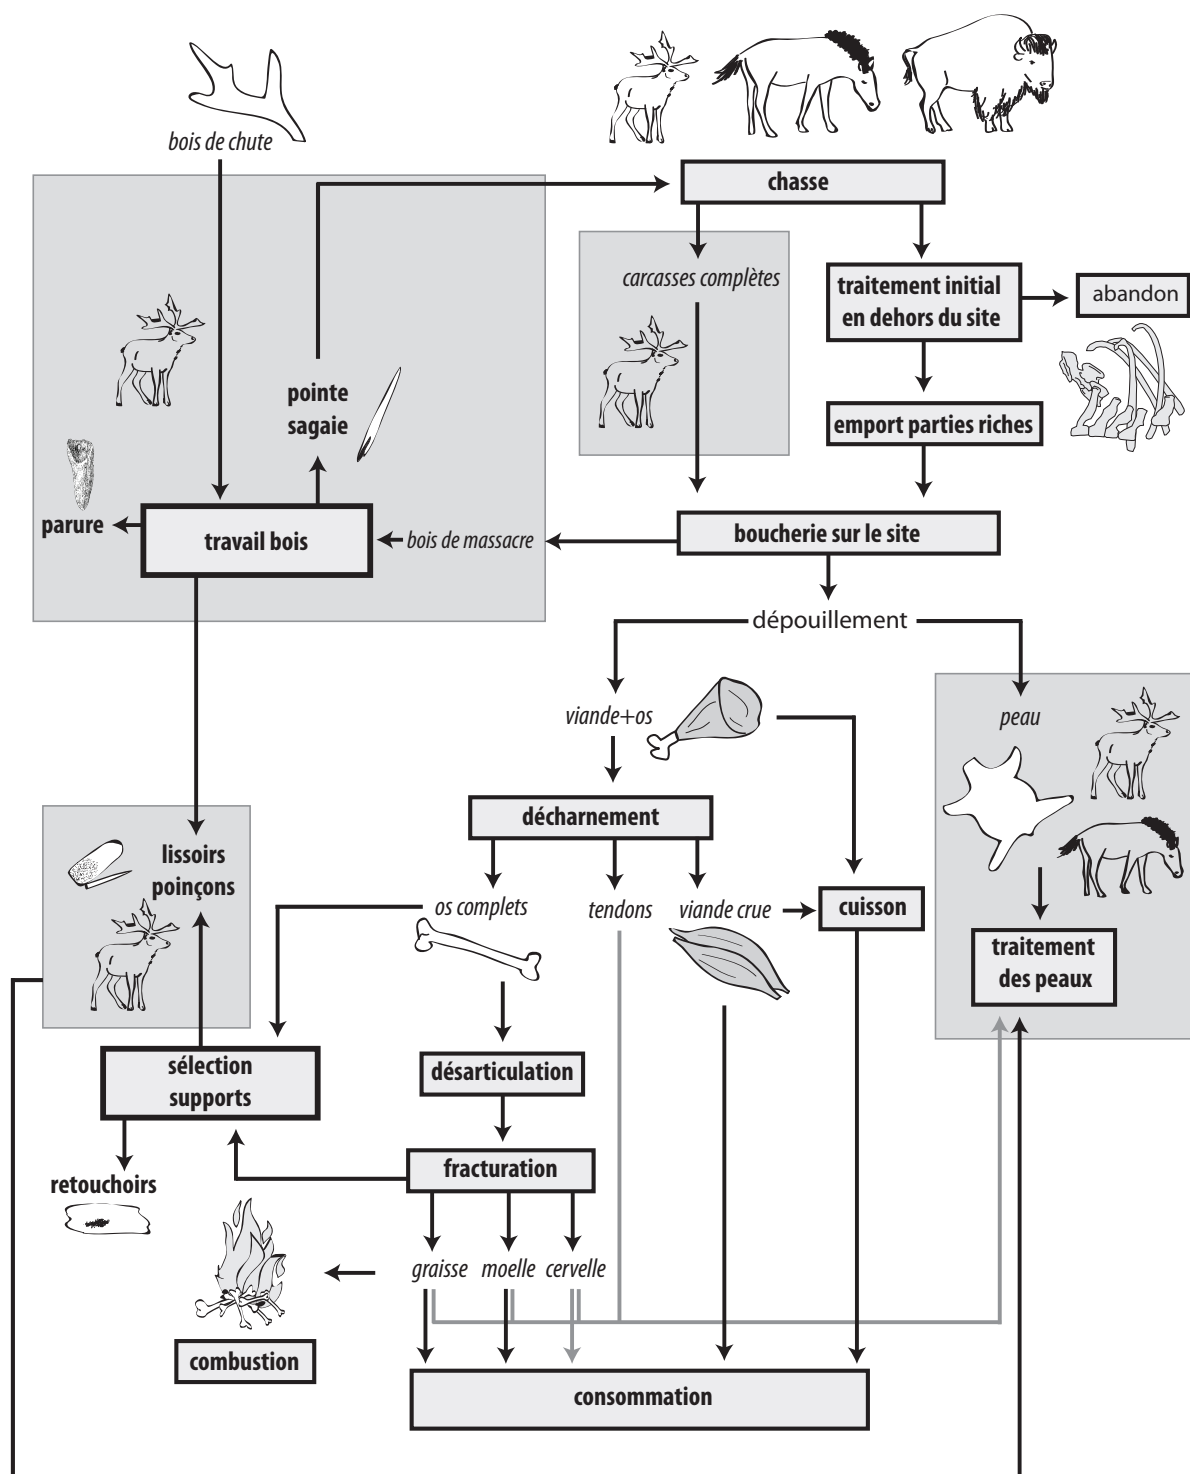 bois de chute
chasse
carcasses complètes
traitement initial
en dehors du site
abandon
pointe
sagaie
emport parties riches
parure
travail bois
bois de massacre
boucherie sur le site
dépouillement
viande+os
peau
décharnement
lissoirs
poinçons
os complets
tendons
viande crue
cuisson
traitement
des peaux
sélection
supports
désarticulation
fracturation
retouchoirs
graisse
moelle
cervelle
combustion
consommation